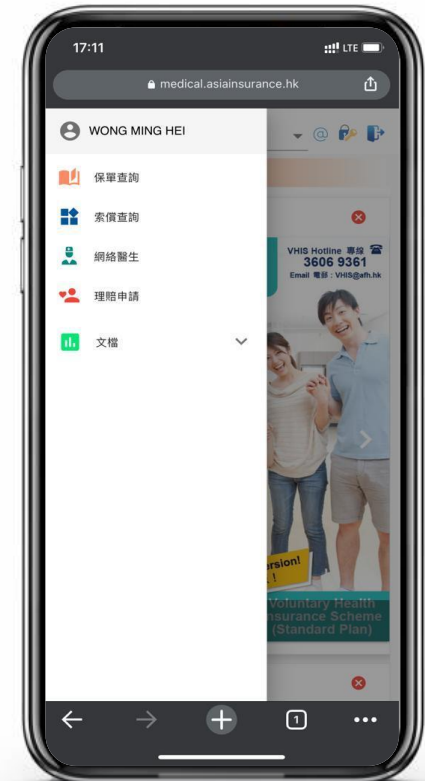 17:11
LTE
medical.asiainsurance.hk
WONG MING HEI
@
保單查詢
索償查詢
網絡醫生
理賠申請
文檔
VHIS Hotline 專線
3606 9361
Email 電郵 : VHIS@afh.hk
ersion!
!
Voluntary Health
nsurance Scheme
(Standard Plan)
1